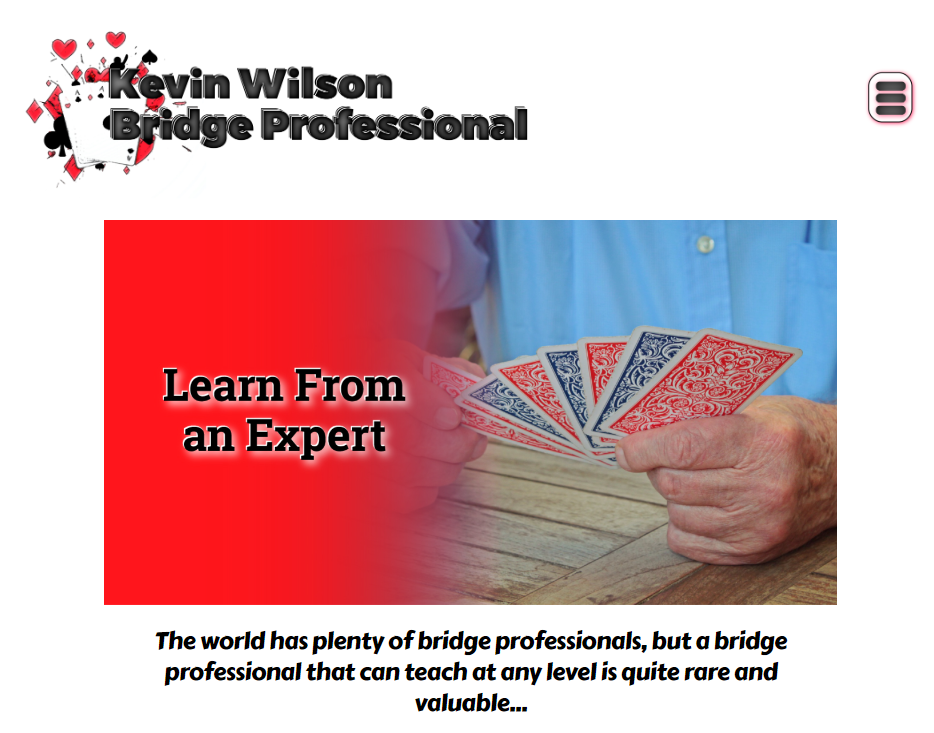 Kevin Wilson
Bridge Professional
Learn From
an Expert
The world has plenty of bridge professionals, but a bridge
professional that can teach at any level is quite rare and
valuable...